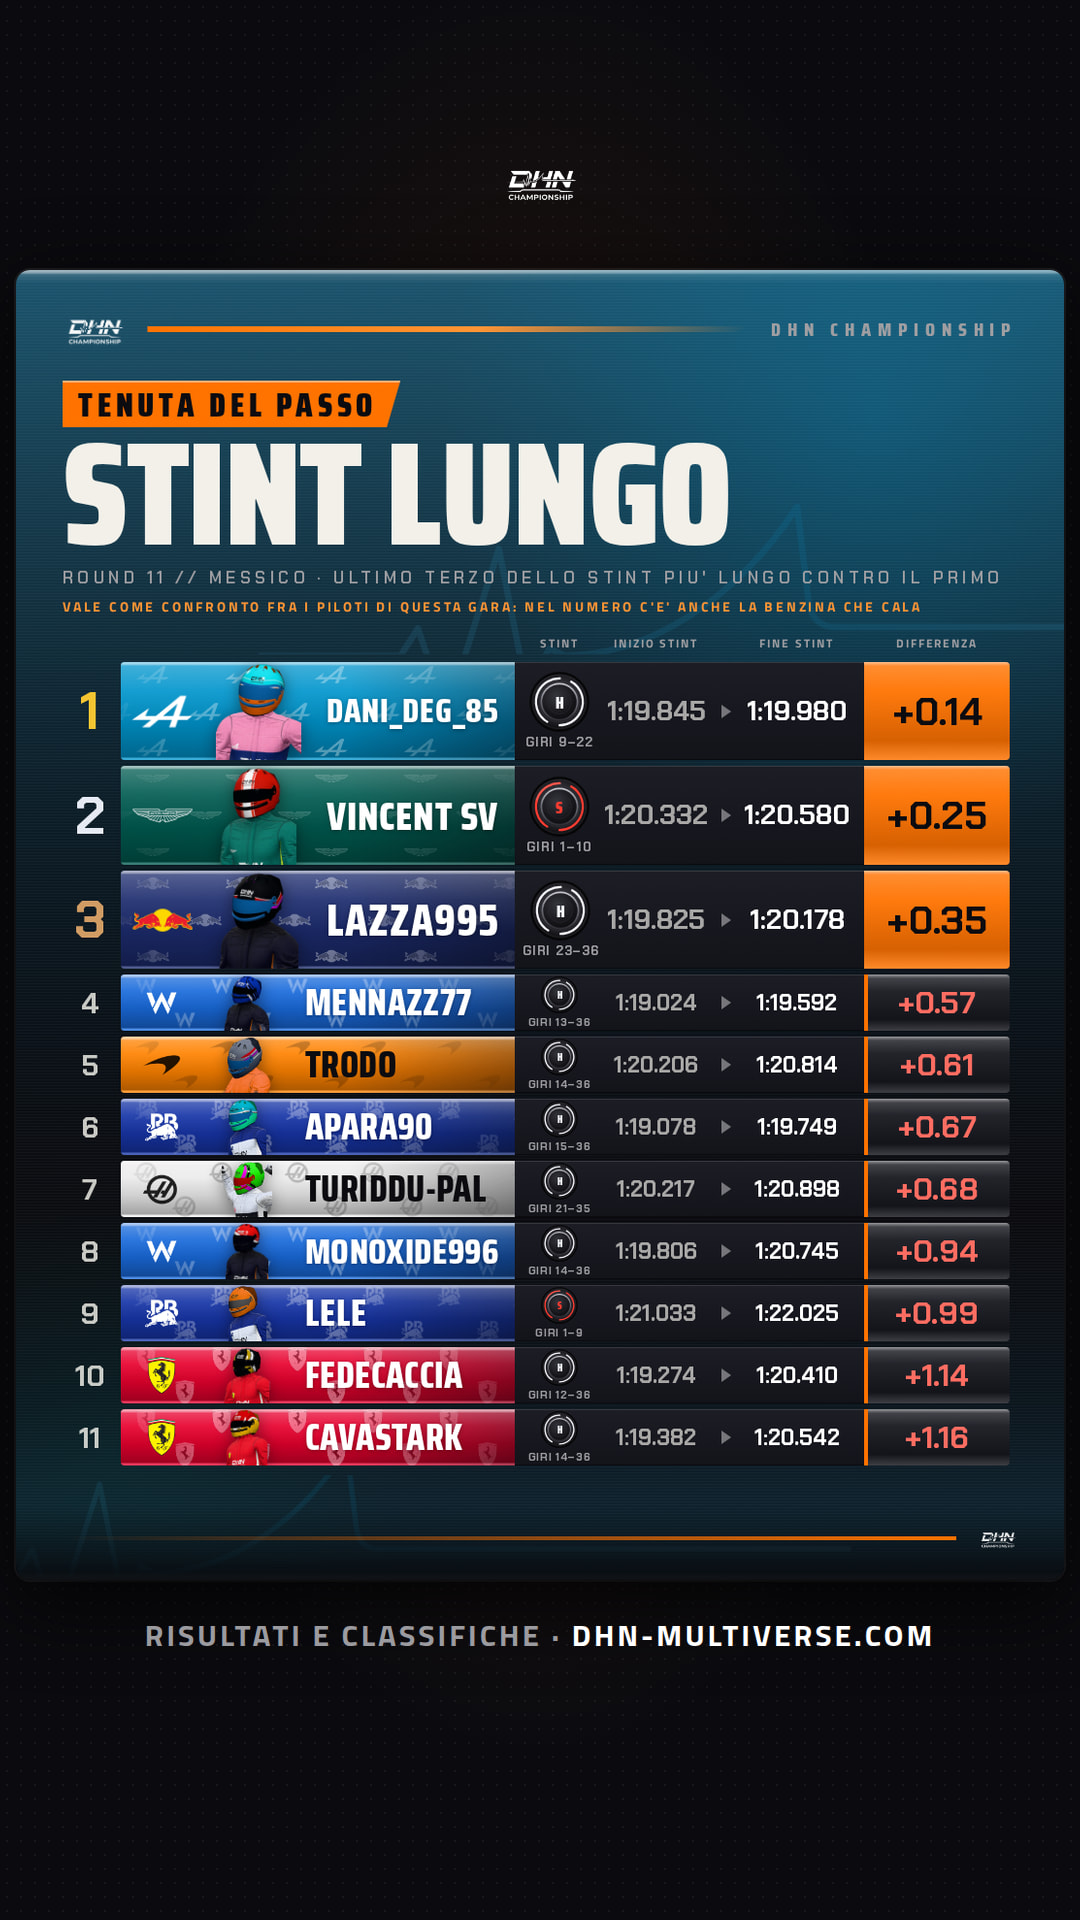 DHN
CHAMPIONSHIP
DHN
CHAMPIONSHIP
DHN CHAMPIONSHIP
TENUTA DEL PASSO
STINT LUNGO
ROUND 11 // MESSICO · ULTIMO TERZO DELLO STINT PIU' LUNGO CONTRO IL PRIMO
VALE COME CONFRONTO FRA I PILOTI DI QUESTA GARA: NEL NUMERO C'E' ANCHE LA BENZINA CHE CALA
STINT INIZIO STINT FINE STINT DIFFERENZA
1 DANI_DEG_85 H GIRI 9–22 1:19.845 1:19.980 +0.14
2 VINCENT SV S GIRI 1–10 1:20.332 1:20.580 +0.25
3 LAZZA995 H GIRI 23–36 1:19.825 1:20.178 +0.35
4 MENNAZZ77 H GIRI 13–36 1:19.024 1:19.592 +0.57
5 TRODO H GIRI 14–36 1:20.206 1:20.814 +0.61
6 APARA90 H GIRI 15–36 1:19.078 1:19.749 +0.67
7 TURIDDU-PAL H GIRI 21–35 1:20.217 1:20.898 +0.68
8 MONOXIDE996 H GIRI 14–36 1:19.806 1:20.745 +0.94
9 LELE S GIRI 1–9 1:21.033 1:22.025 +0.99
10 FEDECACCIA H GIRI 12–36 1:19.274 1:20.410 +1.14
11 CAVASTARK H GIRI 14–36 1:19.382 1:20.542 +1.16
DHN
CHAMPIONSHIP
RISULTATI E CLASSIFICHE · DHN-MULTIVERSE.COM